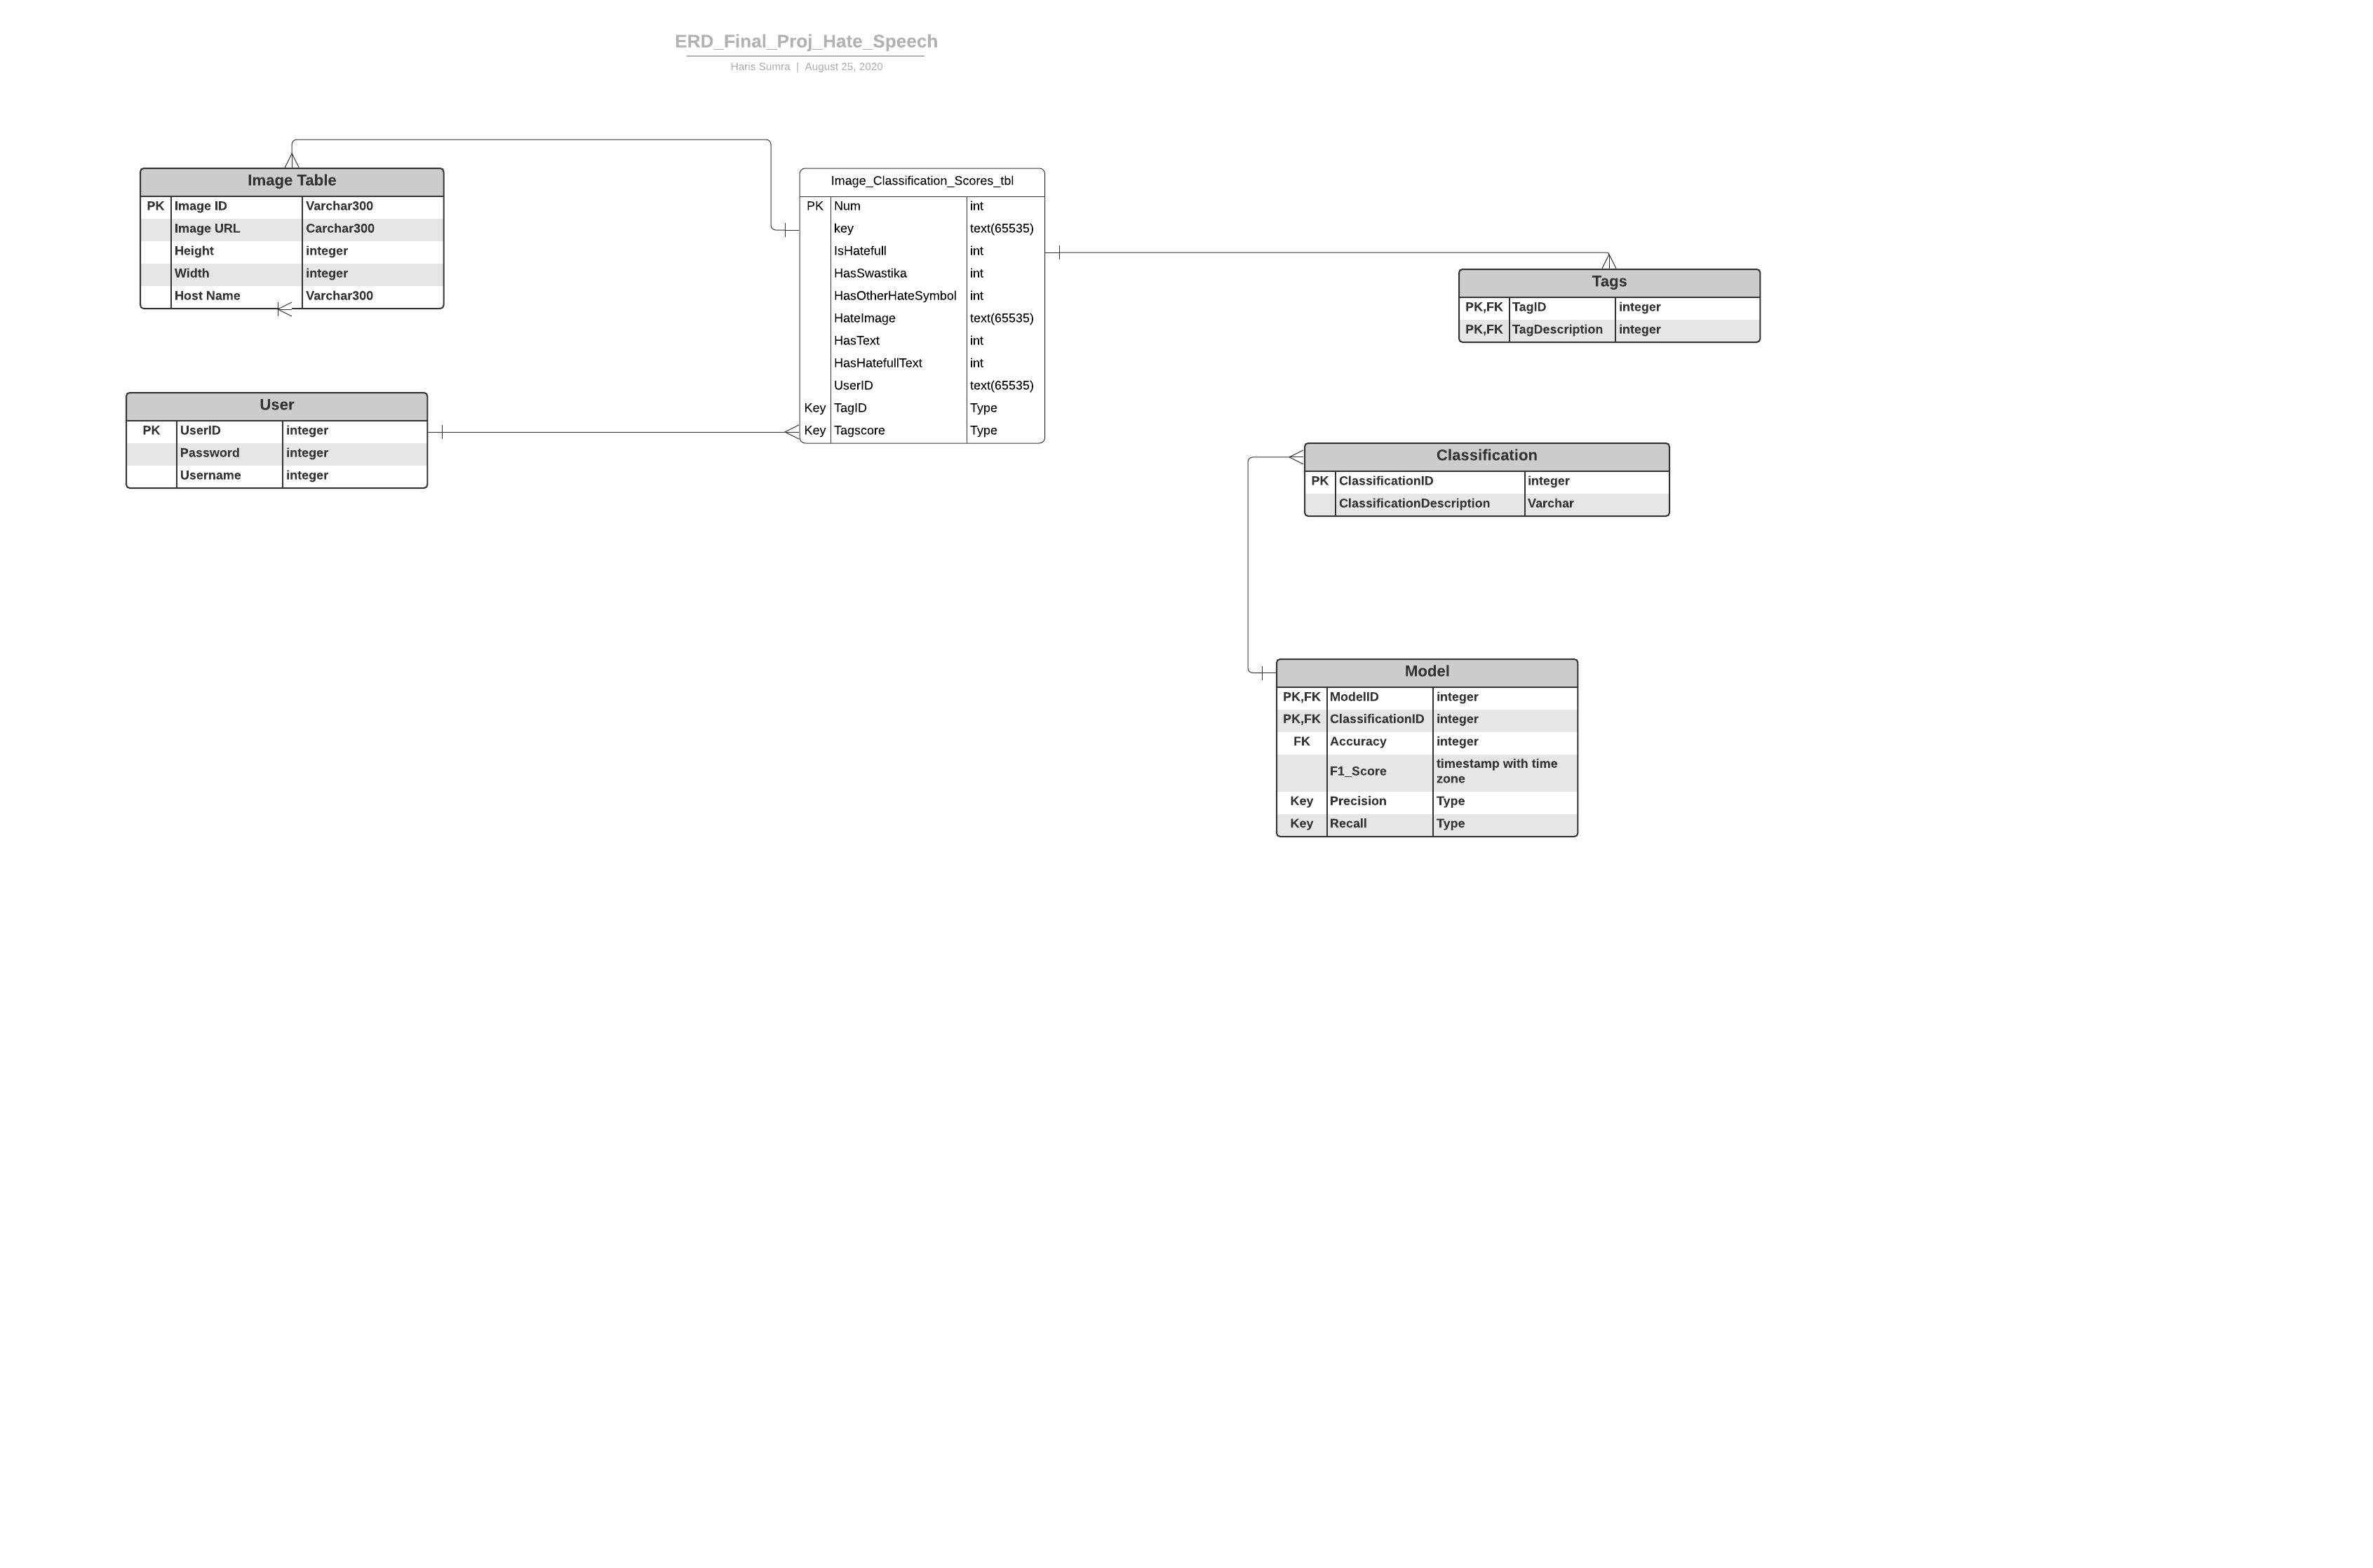 ERD_Final_Proj_Hate_Speech
Haris Sumra | August 25, 2020
Image Table
PK Image ID Varchar300
Image URL Carchar300
Height integer
Width integer
Host Name Varchar300
Image_Classification_Scores_tbl
PK Num int
key text(65535)
IsHatefull int
HasSwastika int
HasOtherHateSymbol int
HateImage text(65535)
HasText int
HasHatefullText int
UserID text(65535)
Key TagID Type
Key Tagscore Type
Tags
PK,FK TagID integer
PK,FK TagDescription integer
User
PK UserID integer
Password integer
Username integer
Classification
PK ClassificationID integer
ClassificationDescription Varchar
Model
PK,FK ModelID integer
PK,FK ClassificationID integer
FK Accuracy integer
F1_Score timestamp with time
zone
Key Precision Type
Key Recall Type